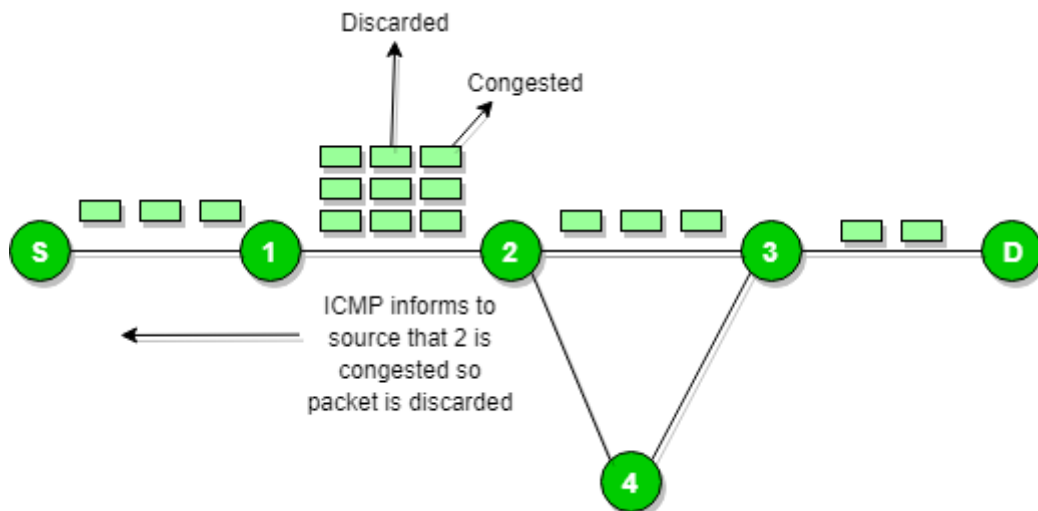 Discarded
Congested
S
1
2
3
D
ICMP informs to
source that 2 is
congested so
packet is discarded
4